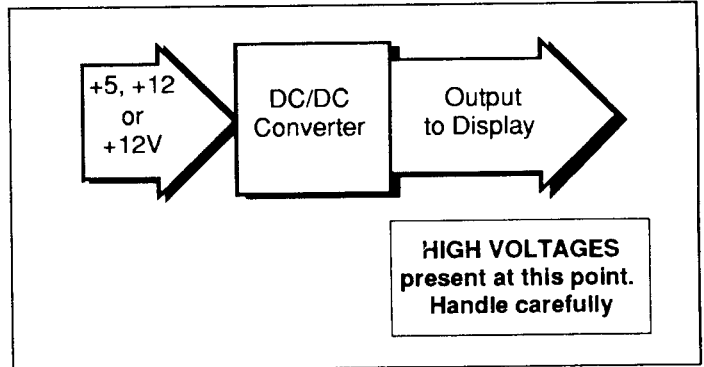 +5, +12
or
+12V
DC/DC
Converter
Output
to Display
HIGH VOLTAGES
present at this point.
Handle carefully